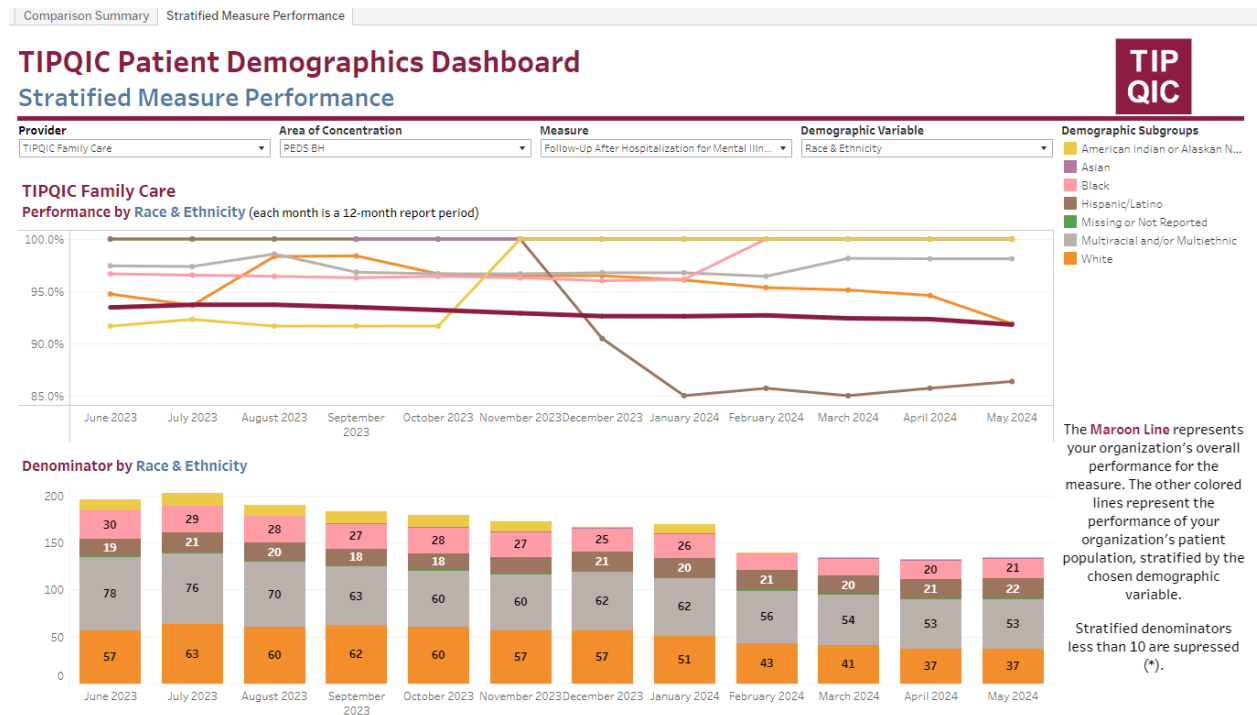 Comparison Summary Stratified Measure Performance
TIPQIC Patient Demographics Dashboard
Stratified Measure Performance
TIP
QIC
Provider Area of Concentration Measure Demographic Variable Demographic Subgroups
TIPQIC Family Care PEDS BH Follow-Up After Hospitalization for Mental Illn... Race & Ethnicity
American Indian or Alaskan N...
Asian
Black
Hispanic/Latino
Missing or Not Reported
Multiracial and/or Multiethnic
White
TIPQIC Family Care
Performance by Race & Ethnicity (each month is a 12-month report period)
100.0%
95.0%
90.0%
85.0%
June 2023 July 2023 August 2023 September 2023 October 2023 November 2023 December 2023 January 2024 February 2024 March 2024 April 2024 May 2024
The Maroon Line represents
your organization's overall
performance for the
measure. The other colored
lines represent the
performance of your
organization's patient
population, stratified by the
chosen demographic
variable.
Stratified denominators
less than 10 are supressed
(*).
Denominator by Race & Ethnicity
200
150
100
50
0
30 29 28 27 28 27 25 26 20 21
19 21 20 18 18 21 20 21 20 21 22
78 76 70 63 60 60 62 62 56 54 53 53
57 63 60 62 60 57 57 51 43 41 37 37
June 2023 July 2023 August 2023 September 2023 October 2023 November 2023 December 2023 January 2024 February 2024 March 2024 April 2024 May 2024